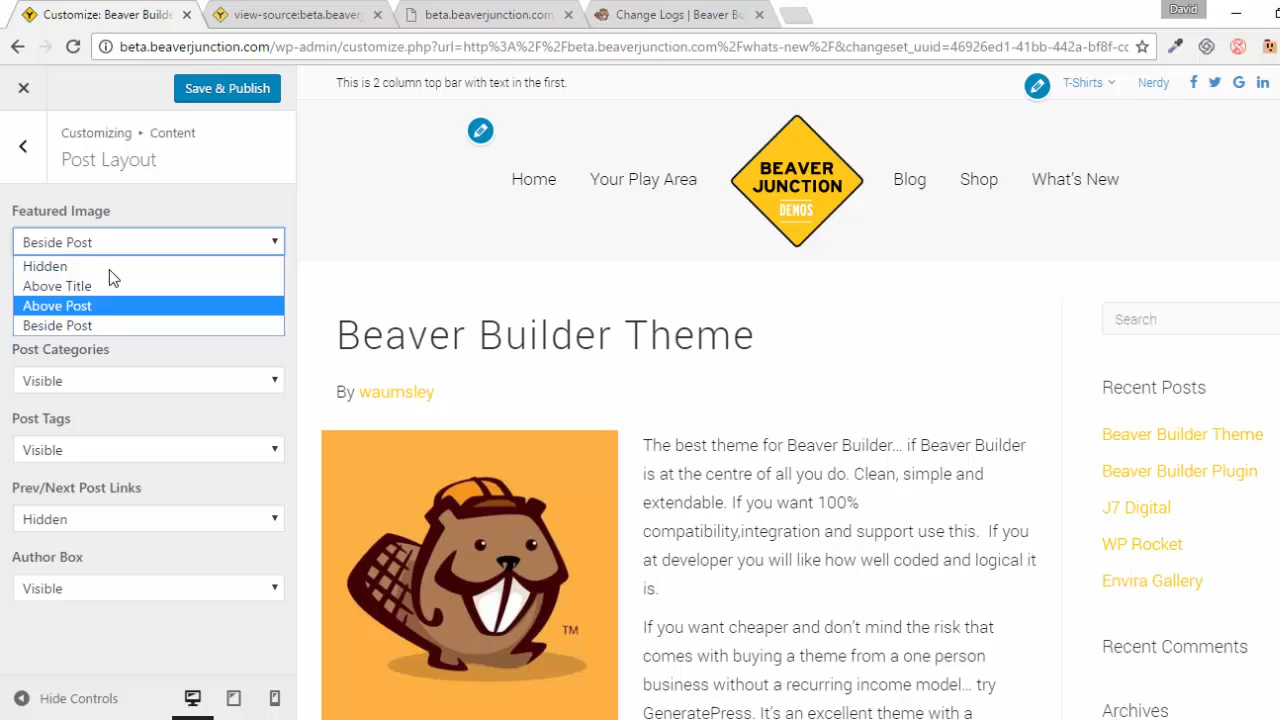 Customize: Beaver Builde
view-source:beta.beaverj
beta.beaverjunction.com
Change Logs | Beaver Bu
David
beta.beaverjunction.com/wp-admin/customize.php?url=http%3A%2F%2Fbeta.beaverjunction.com%2Fwhats-new%2F&changeset_uuid=46926ed1-41bb-442a-bf8f-cc
Save & Publish
This is 2 column top bar with text in the first.
T-Shirts
Nerdy
Customizing ▸ Content
Post Layout
Home
Your Play Area
BEAVER
JUNCTION
DEMOS
Blog
Shop
What's New
Featured Image
Beside Post
Hidden
Above Title
Above Post
Beside Post
Post Categories
Visible
Post Tags
Visible
Prev/Next Post Links
Hidden
Author Box
Visible
Hide Controls
Beaver Builder Theme
By waumsley
TM
The best theme for Beaver Builder… if Beaver Builder
is at the centre of all you do. Clean, simple and
extendable. If you want 100%
compatibility,integration and support use this.  If you
at developer you will like how well coded and logical it
is.
If you want cheaper and don't mind the risk that
comes with buying a theme from a one person
business without a recurring income model… try
GeneratePress. It's an excellent theme with a
Search
Recent Posts
Beaver Builder Theme
Beaver Builder Plugin
J7 Digital
WP Rocket
Envira Gallery
Recent Comments
Archives